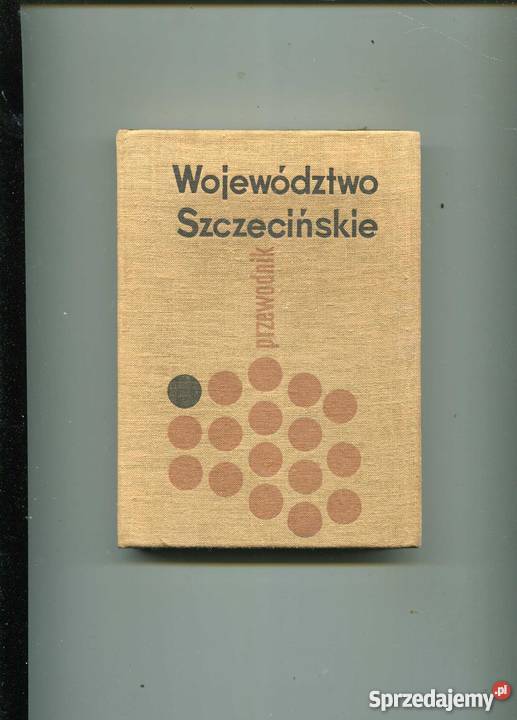 Województwo
Szczecińskie
przewodnik
Sprzedajemy.pl